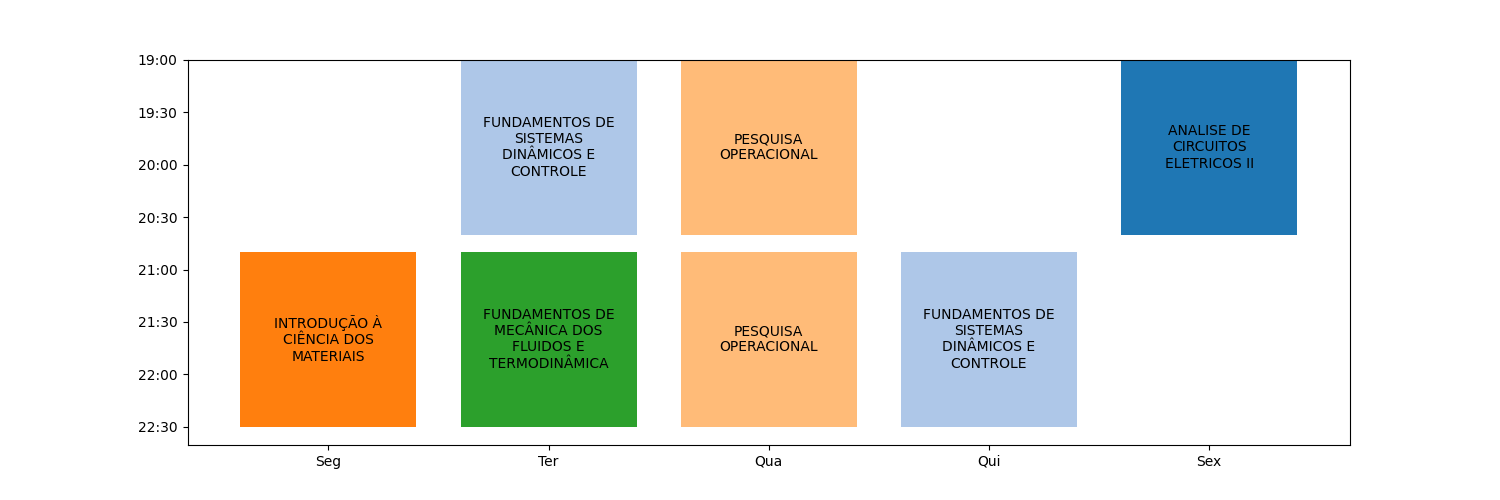 19:00
19:30
20:00
20:30
21:00
21:30
22:00
22:30
FUNDAMENTOS DE
SISTEMAS
DINÂMICOS E
CONTROLE
PESQUISA
OPERACIONAL
ANALISE DE
CIRCUITOS
ELETRICOS II
INTRODUÇÃO À
CIÊNCIA DOS
MATERIAIS
FUNDAMENTOS DE
MECÂNICA DOS
FLUIDOS E
TERMODINÂMICA
PESQUISA
OPERACIONAL
FUNDAMENTOS DE
SISTEMAS
DINÂMICOS E
CONTROLE
Seg
Ter
Qua
Qui
Sex